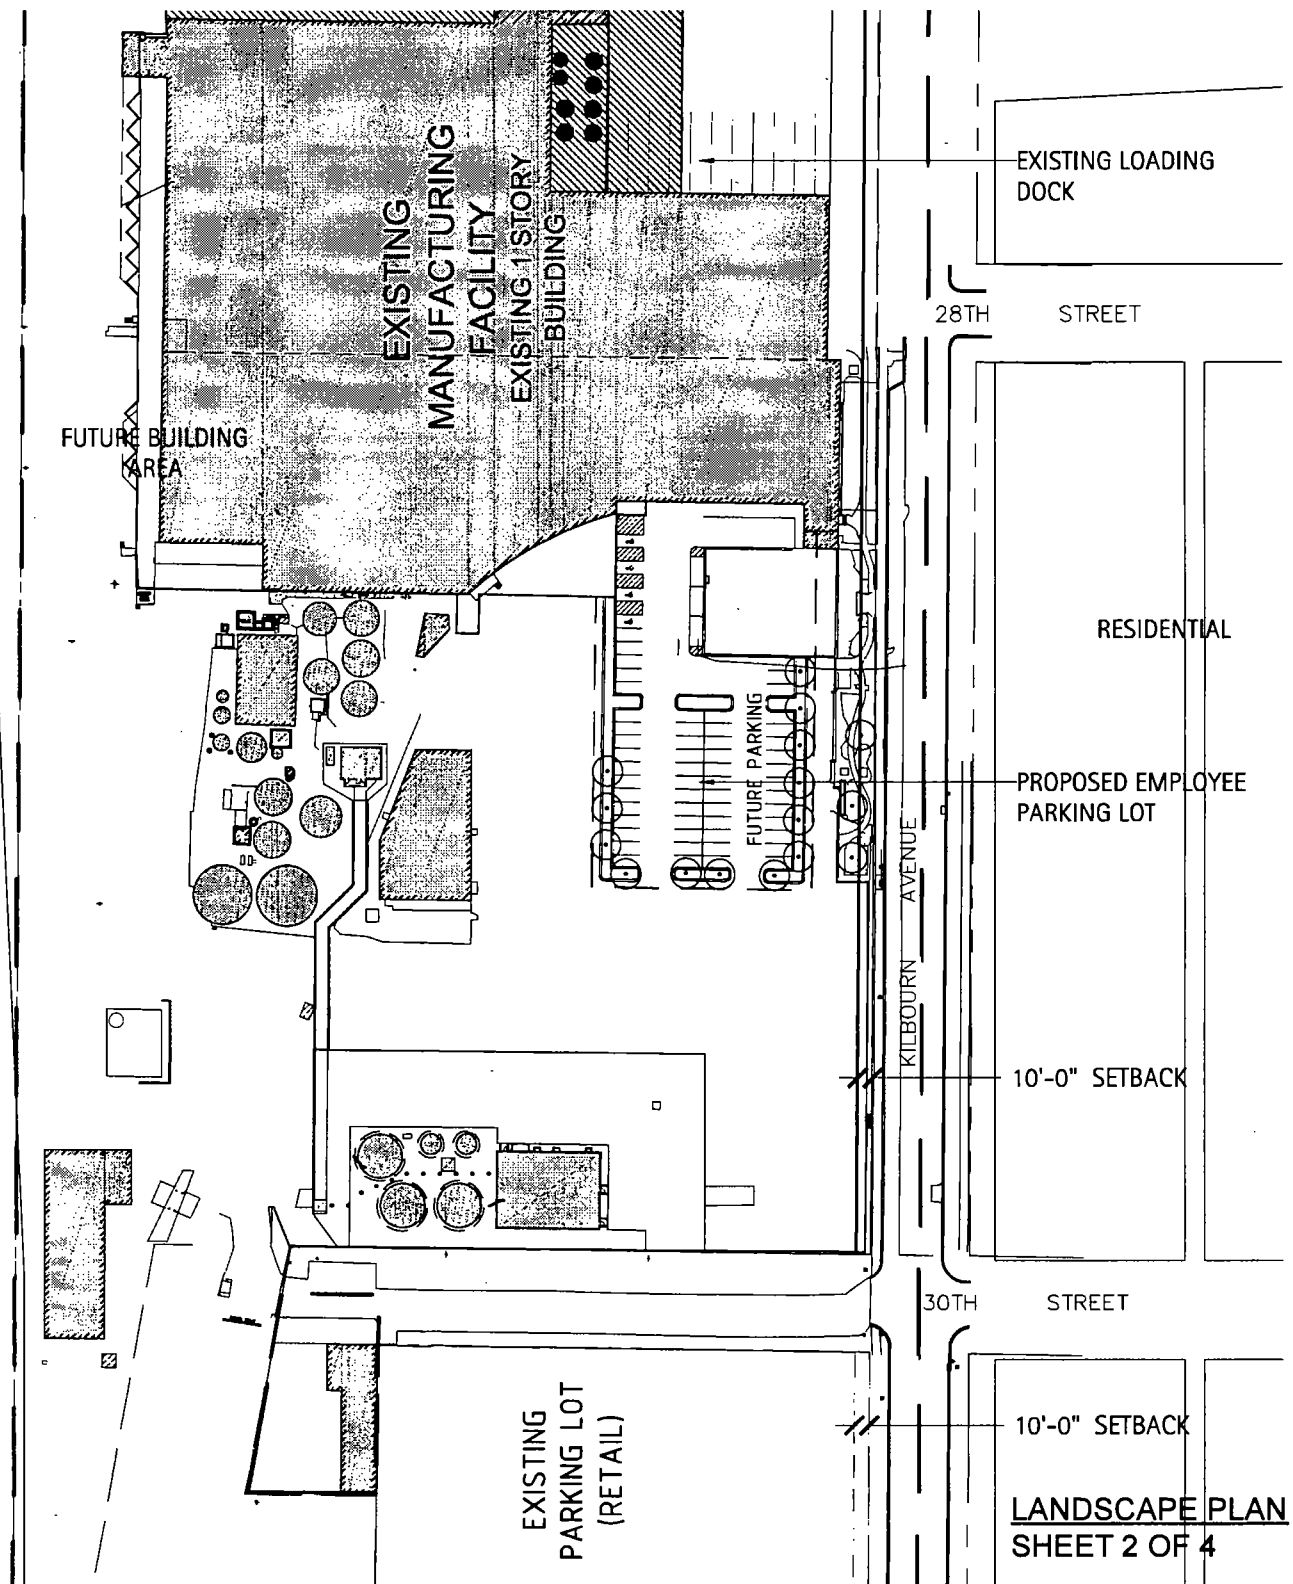 EXISTING LOADING
DOCK
EXISTING
MANUFACTURING
FACILITY
EXISTING 1 STORY
BUILDING
28TH STREET
FUTURE BUILDING
AREA
RESIDENTIAL
FUTURE PARKING
PROPOSED EMPLOYEE
PARKING LOT
KILBOURN AVENUE
10'-0" SETBACK
30TH STREET
EXISTING
PARKING LOT
(RETAIL)
10'-0" SETBACK
LANDSCAPE PLAN
SHEET 2 OF 4